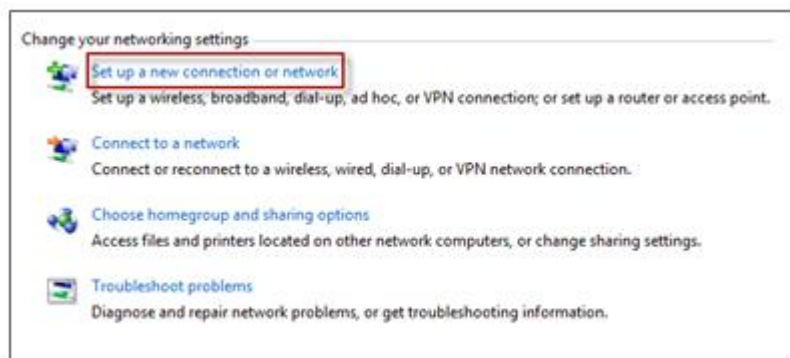 Change your networking settings
Set up a new connection or network
Set up a wireless, broadband, dial-up, ad hoc, or VPN connection; or set up a router or access point.
Connect to a network
Connect or reconnect to a wireless, wired, dial-up, or VPN network connection.
Choose homegroup and sharing options
Access files and printers located on other network computers, or change sharing settings.
Troubleshoot problems
Diagnose and repair network problems, or get troubleshooting information.